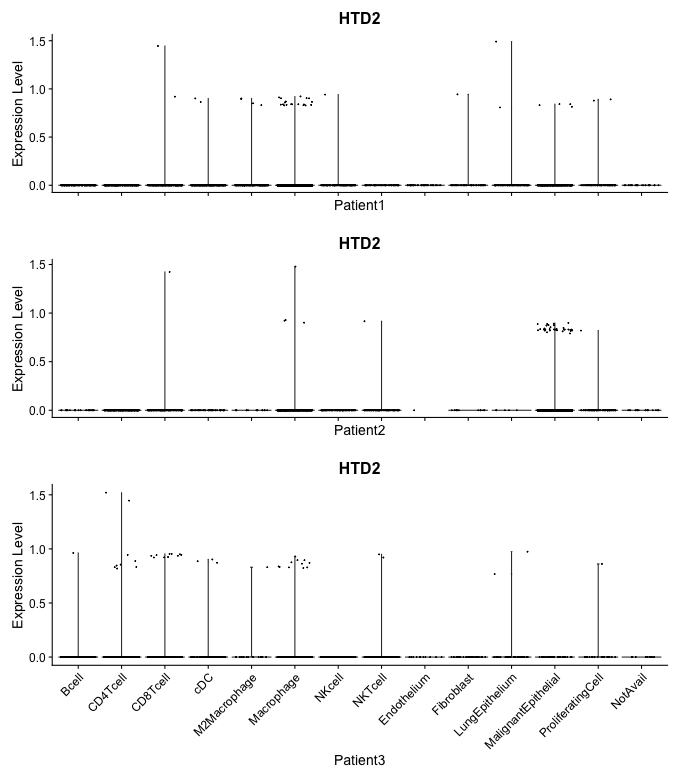 HTD2
Expression Level
1.5
1.0
0.5
0.0
Patient1
HTD2
Expression Level
1.5
1.0
0.5
0.0
Patient2
HTD2
Expression Level
1.5
1.0
0.5
0.0
Bcell
CD4Tcell
CD8Tcell
cDC
M2Macrophage
Macrophage
NKcell
NKTcell
Endothelium
Fibroblast
LungEpithelium
MalignantEpithelial
ProliferatingCell
NotAvail
Patient3